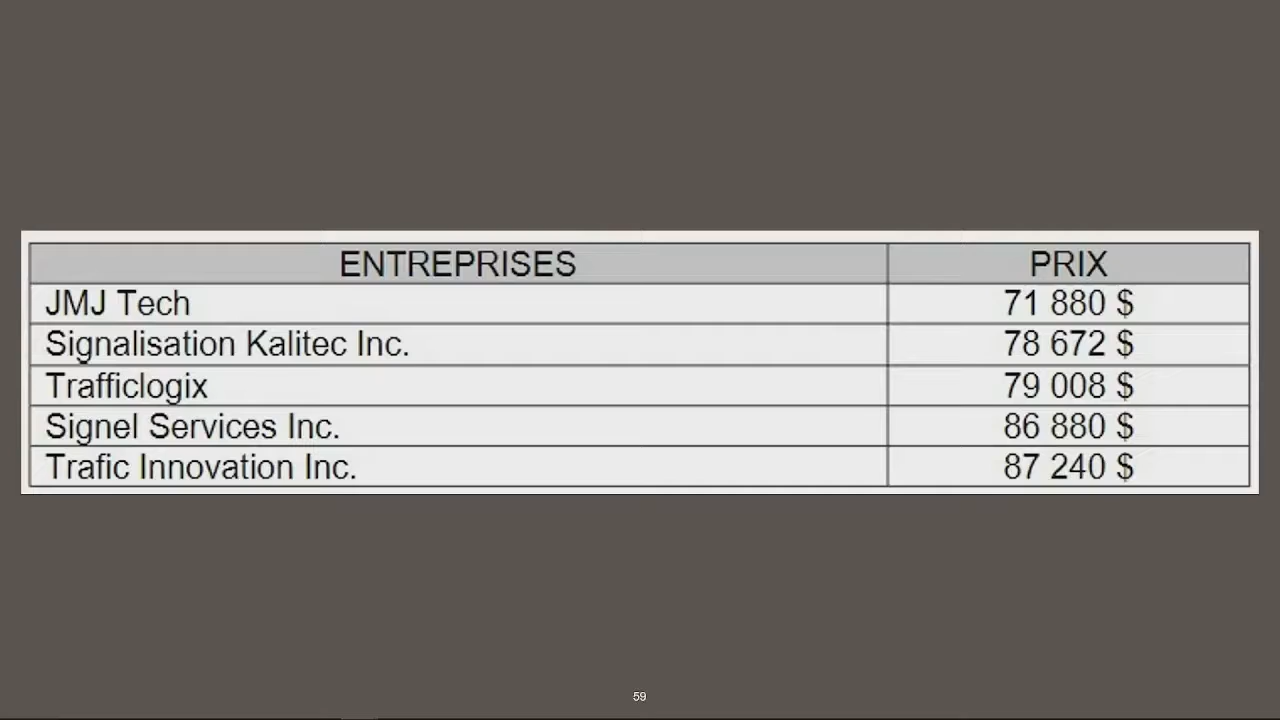 ENTREPRISES PRIX
JMJ Tech 71 880 $
Signalisation Kalitec Inc. 78 672 $
Trafficlogix 79 008 $
Signel Services Inc. 86 880 $
Trafic Innovation Inc. 87 240 $
59